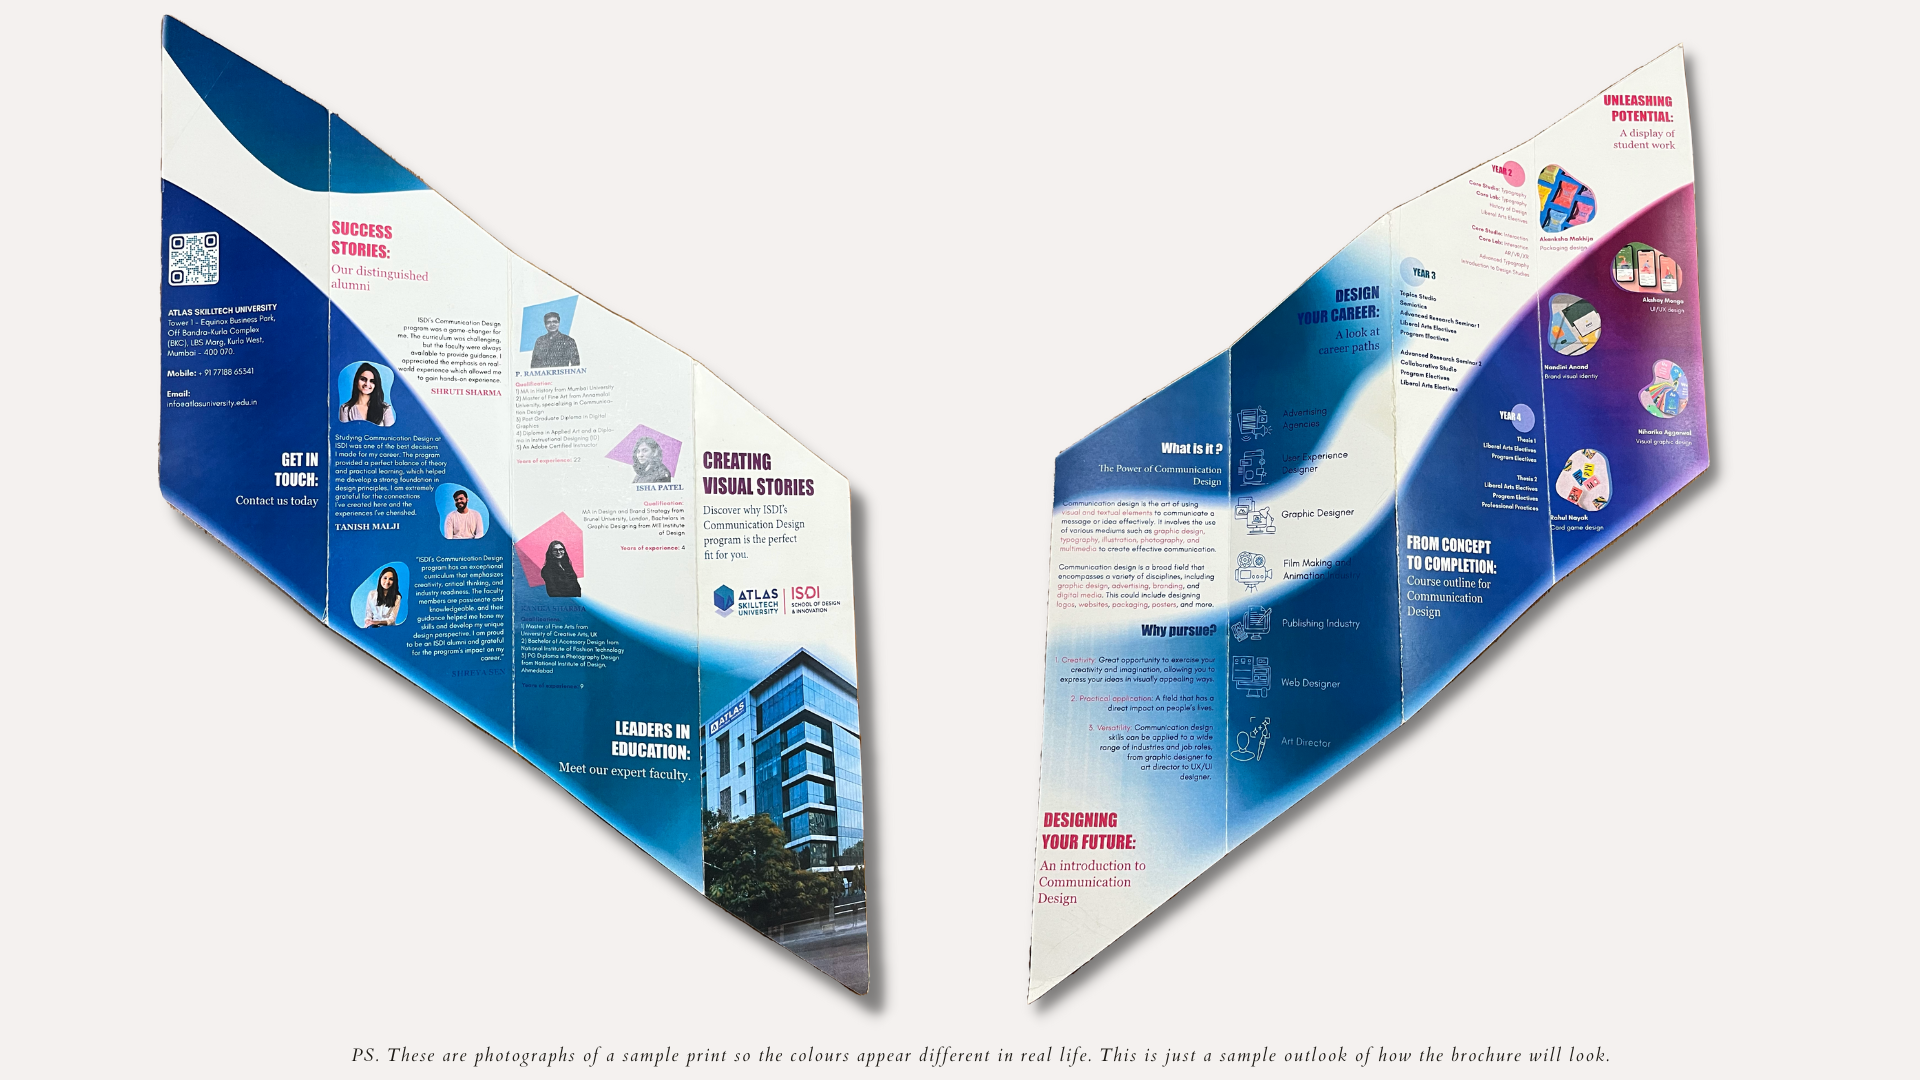 ATLAS SKILLTECH UNIVERSITY
Tower 1 - Equinox Business Park,
Off Bandra-Kurla Complex
(BKC), LBS Marg, Kurla West,
Mumbai - 400 070.
Mobile: + 91 77188 65341
Email:
info@atlasuniversity.edu.in
GET IN
TOUCH:
Contact us today
SUCCESS
STORIES:
Our distinguished
alumni
ISDI's Communication Design
program was a game-changer for
me. The curriculum was challenging,
but the faculty were always
available to provide guidance. I
appreciated the emphasis on real-
world experience which allowed me
to gain hands-on experience.
SHRUTI SHARMA
Studying Communication Design at
ISDI was one of the best decisions
I made for my career. The program
provided a perfect balance of theory
and practical learning, which helped
me develop a strong foundation in
design principles. I am extremely
grateful for the connections
I've created here and the
experiences I've cherished.
TANISH MALJI
"ISDI's Communication Design
program has an exceptional
curriculum that emphasizes
creativity, critical thinking, and
industry readiness. The faculty
members are passionate and
knowledgeable, and their
guidance helped me hone my
skills and develop my unique
design perspective. I am proud
to be an ISDI alumni and grateful
for the program's impact on my
career."
SHREYA SEN
P. RAMAKRISHNAN
Qualification:
1) MA in History from Mumbai University
2) Master of Fine Art from Annamalai
University, specialising in Communica-
tion Design
3) Post Graduate Diploma in Digital
Graphics
4) Diploma in Applied Art and a Diplo-
ma in Instructional Designing (ID)
5) An Adobe Certified Instructor
Years of experience: 22
ISHA PATEL
Qualification:
MA in Design and Brand Strategy from
Brunel University, London, Bachelors in
Graphic Designing from MIT Institute
of Design
Years of experience: 4
SHARMA
Qualification:
1) Master of Fine Arts from
University of Creative Arts, UK
2) Bachelor of Accessory Design from
National Institute of Fashion Technology
3) PG Diploma in Photography Design
from National Institute of Design,
Ahmedabad
Years of experience: 9
LEADERS IN
EDUCATION:
Meet our expert faculty.
CREATING
VISUAL STORIES
Discover why ISDI's
Communication Design
program is the perfect
fit for you.
ATLAS
SKILLTECH
UNIVERSITY
ISDI
SCHOOL OF DESIGN
& INNOVATION
ATLAS
What is it ?
The Power of Communication
Design
Communication design is the art of using
visual and textual elements to communicate a
message or idea effectively. It involves the use
of various mediums such as graphic design,
typography, illustration, photography, and
multimedia to create effective communication.
Communication design is a broad field that
encompasses a variety of disciplines, including
graphic design, advertising, branding, and
digital media. This could include designing
logos, websites, packaging, posters, and more.
Why pursue?
1. Creativity: Great opportunity to exercise your
creativity and imagination, allowing you to
express your ideas in visually appealing ways.
2. Practical application: A field that has a
direct impact on people's lives.
3. Versatility: Communication design
skills can be applied to a wide
range of industries and job roles,
from graphic designer to
art director to UX/UI
designer.
DESIGNING
YOUR FUTURE:
An introduction to
Communication
Design
DESIGN
YOUR CAREER:
A look at
career paths
Advertising
Agencies
User Experience
Designer
Graphic Designer
Film Making and
Animation Industry
Publishing Industry
Web Designer
Art Director
YEAR 2
Core Studio: Typography
Core Lab: Typography
History of Design
Liberal Arts Electives
Core Studio: Interaction
Core Lab: Interaction
AR/VR/XR
Advanced Typography
Introduction to Design Studies
YEAR 3
Topics Studio
Semiotics
Advanced Research Seminar 1
Liberal Arts Electives
Program Electives
Advanced Research Seminar 2
Collaborative Studio
Program Electives
Liberal Arts Electives
YEAR 4
Thesis 1
Liberal Arts Electives
Program Electives
Thesis 2
Liberal Arts Electives
Program Electives
Professional Practices
FROM CONCEPT
TO COMPLETION:
Course outline for
Communication
Design
UNLEASHING
POTENTIAL:
A display of
student work
Akanksha Makhija
Packaging design
Akshay Monga
UI/UX design
Nandini Anand
Brand visual identity
Niharika Aggarwal
Visual graphic design
Rahul Nayak
Card game design
PS. These are photographs of a sample print so the colours appear different in real life. This is just a sample outlook of how the brochure will look.